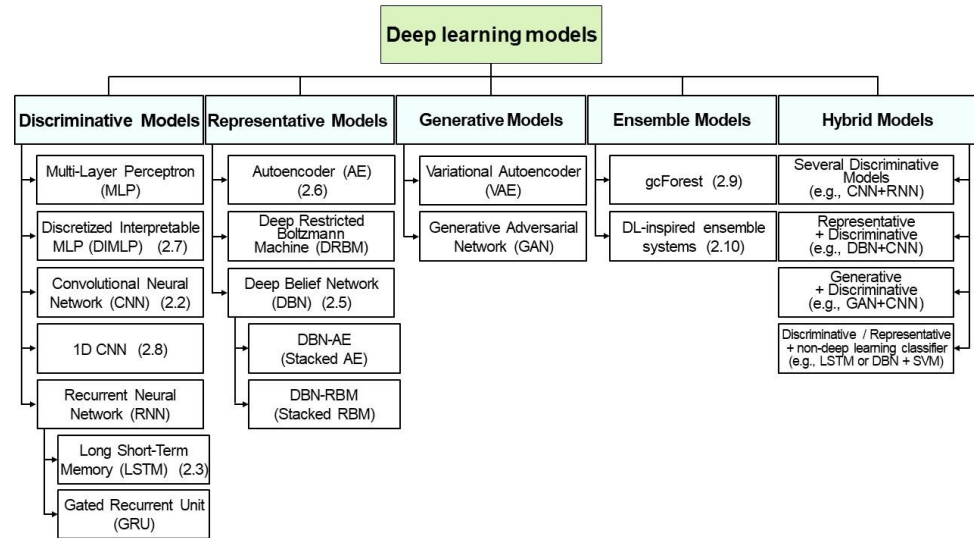 Deep learning models
Discriminative Models
Multi-Layer Perceptron
(MLP)
Discretized Interpretable
MLP (DIMLP) (2.7)
Convolutional Neural
Network (CNN) (2.2)
1D CNN (2.8)
Recurrent Neural
Network (RNN)
Long Short-Term
Memory (LSTM) (2.3)
Gated Recurrent Unit
(GRU)
Representative Models
Autoencoder (AE)
(2.6)
Deep Restricted
Boltzmann
Machine (DRBM)
Deep Belief Network
(DBN) (2.5)
DBN-AE
(Stacked AE)
DBN-RBM
(Stacked RBM)
Generative Models
Variational Autoencoder
(VAE)
Generative Adversarial
Network (GAN)
Ensemble Models
gcForest (2.9)
DL-inspired ensemble
systems (2.10)
Hybrid Models
Several Discriminative
Models
(e.g., CNN+RNN)
Representative
+ Discriminative
(e.g., DBN+CNN)
Generative
+ Discriminative
(e.g., GAN+CNN)
Discriminative / Representative
+ non-deep learning classifier
(e.g., LSTM or DBN + SVM)